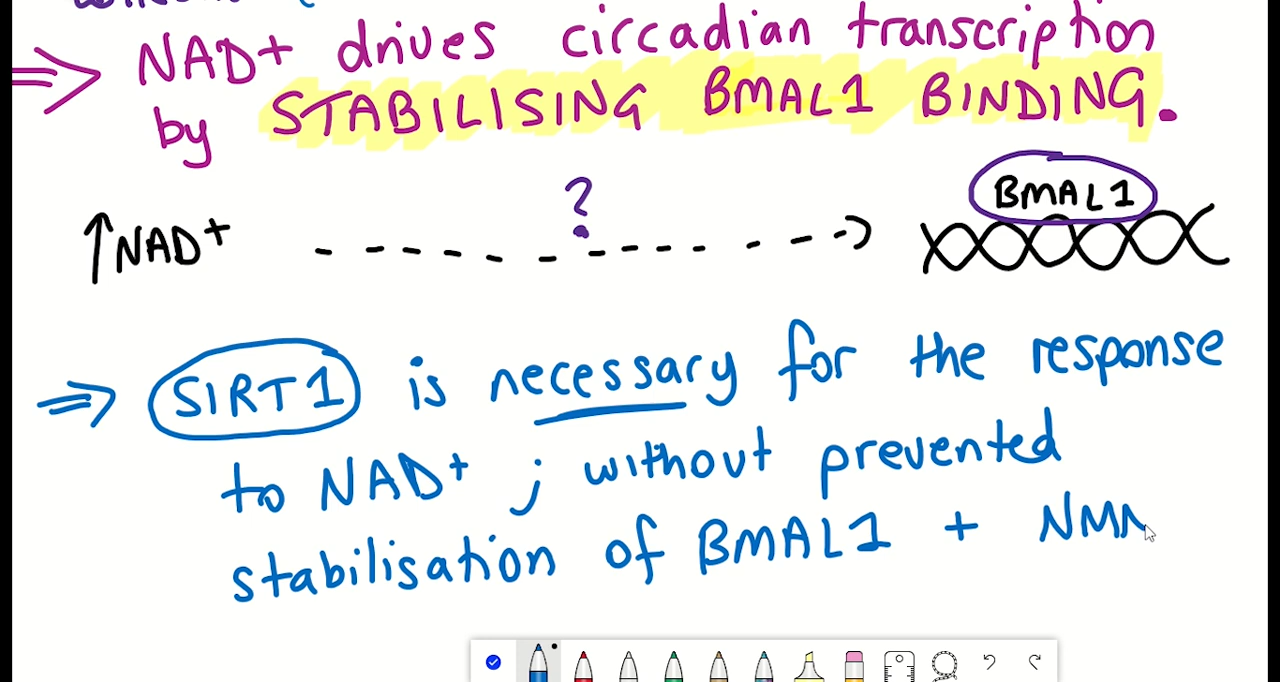 ⇒ NAD+ drives circadian transcription
by STABILISING BMAL1 BINDING.
?
BMAL1
↑NAD+
⇒ SIRT1 is necessary for the response
to NAD+ ; without prevented
stabilisation of BMAL1 + NMN